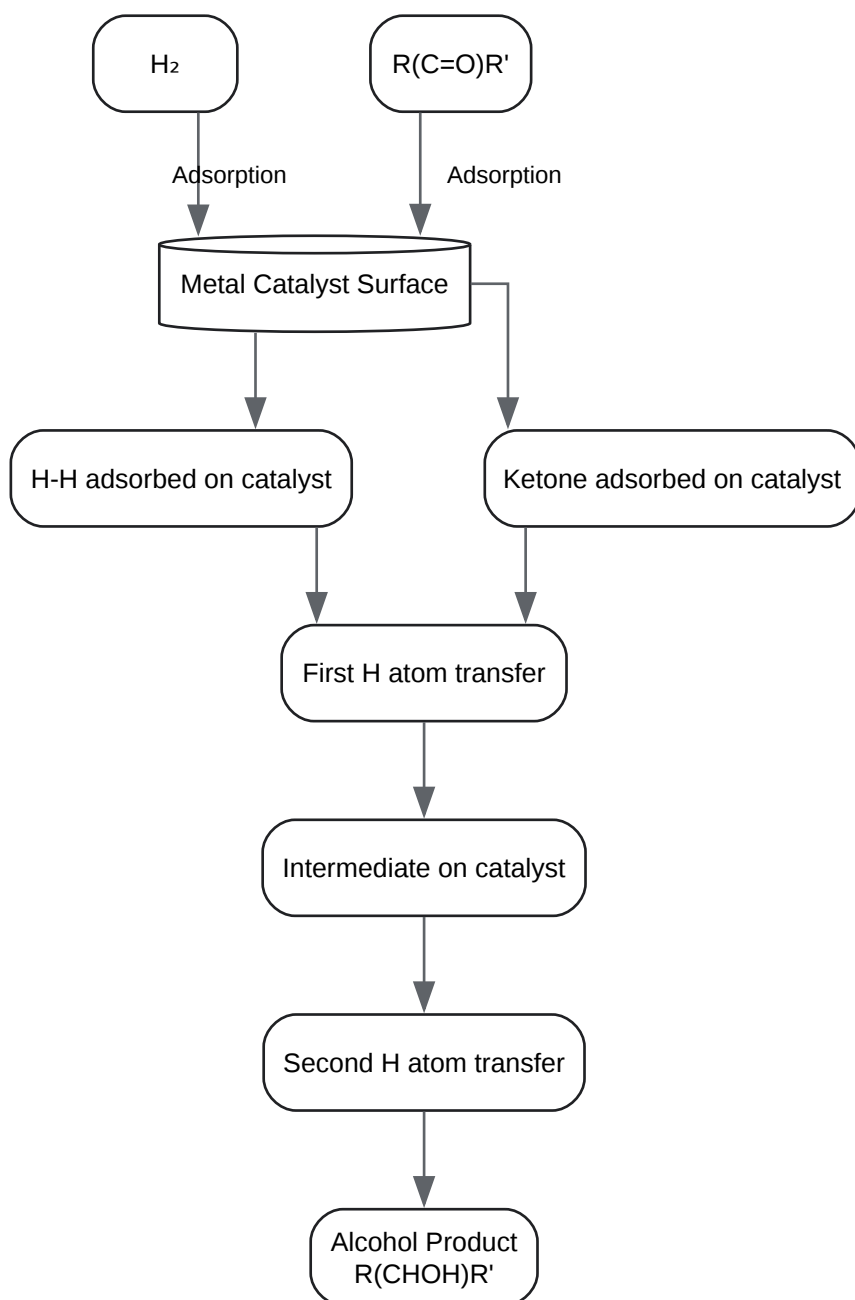 H₂
R(C=O)R'
Adsorption
Adsorption
Metal Catalyst Surface
H-H adsorbed on catalyst
Ketone adsorbed on catalyst
First H atom transfer
Intermediate on catalyst
Second H atom transfer
Alcohol Product
R(CHOH)R'